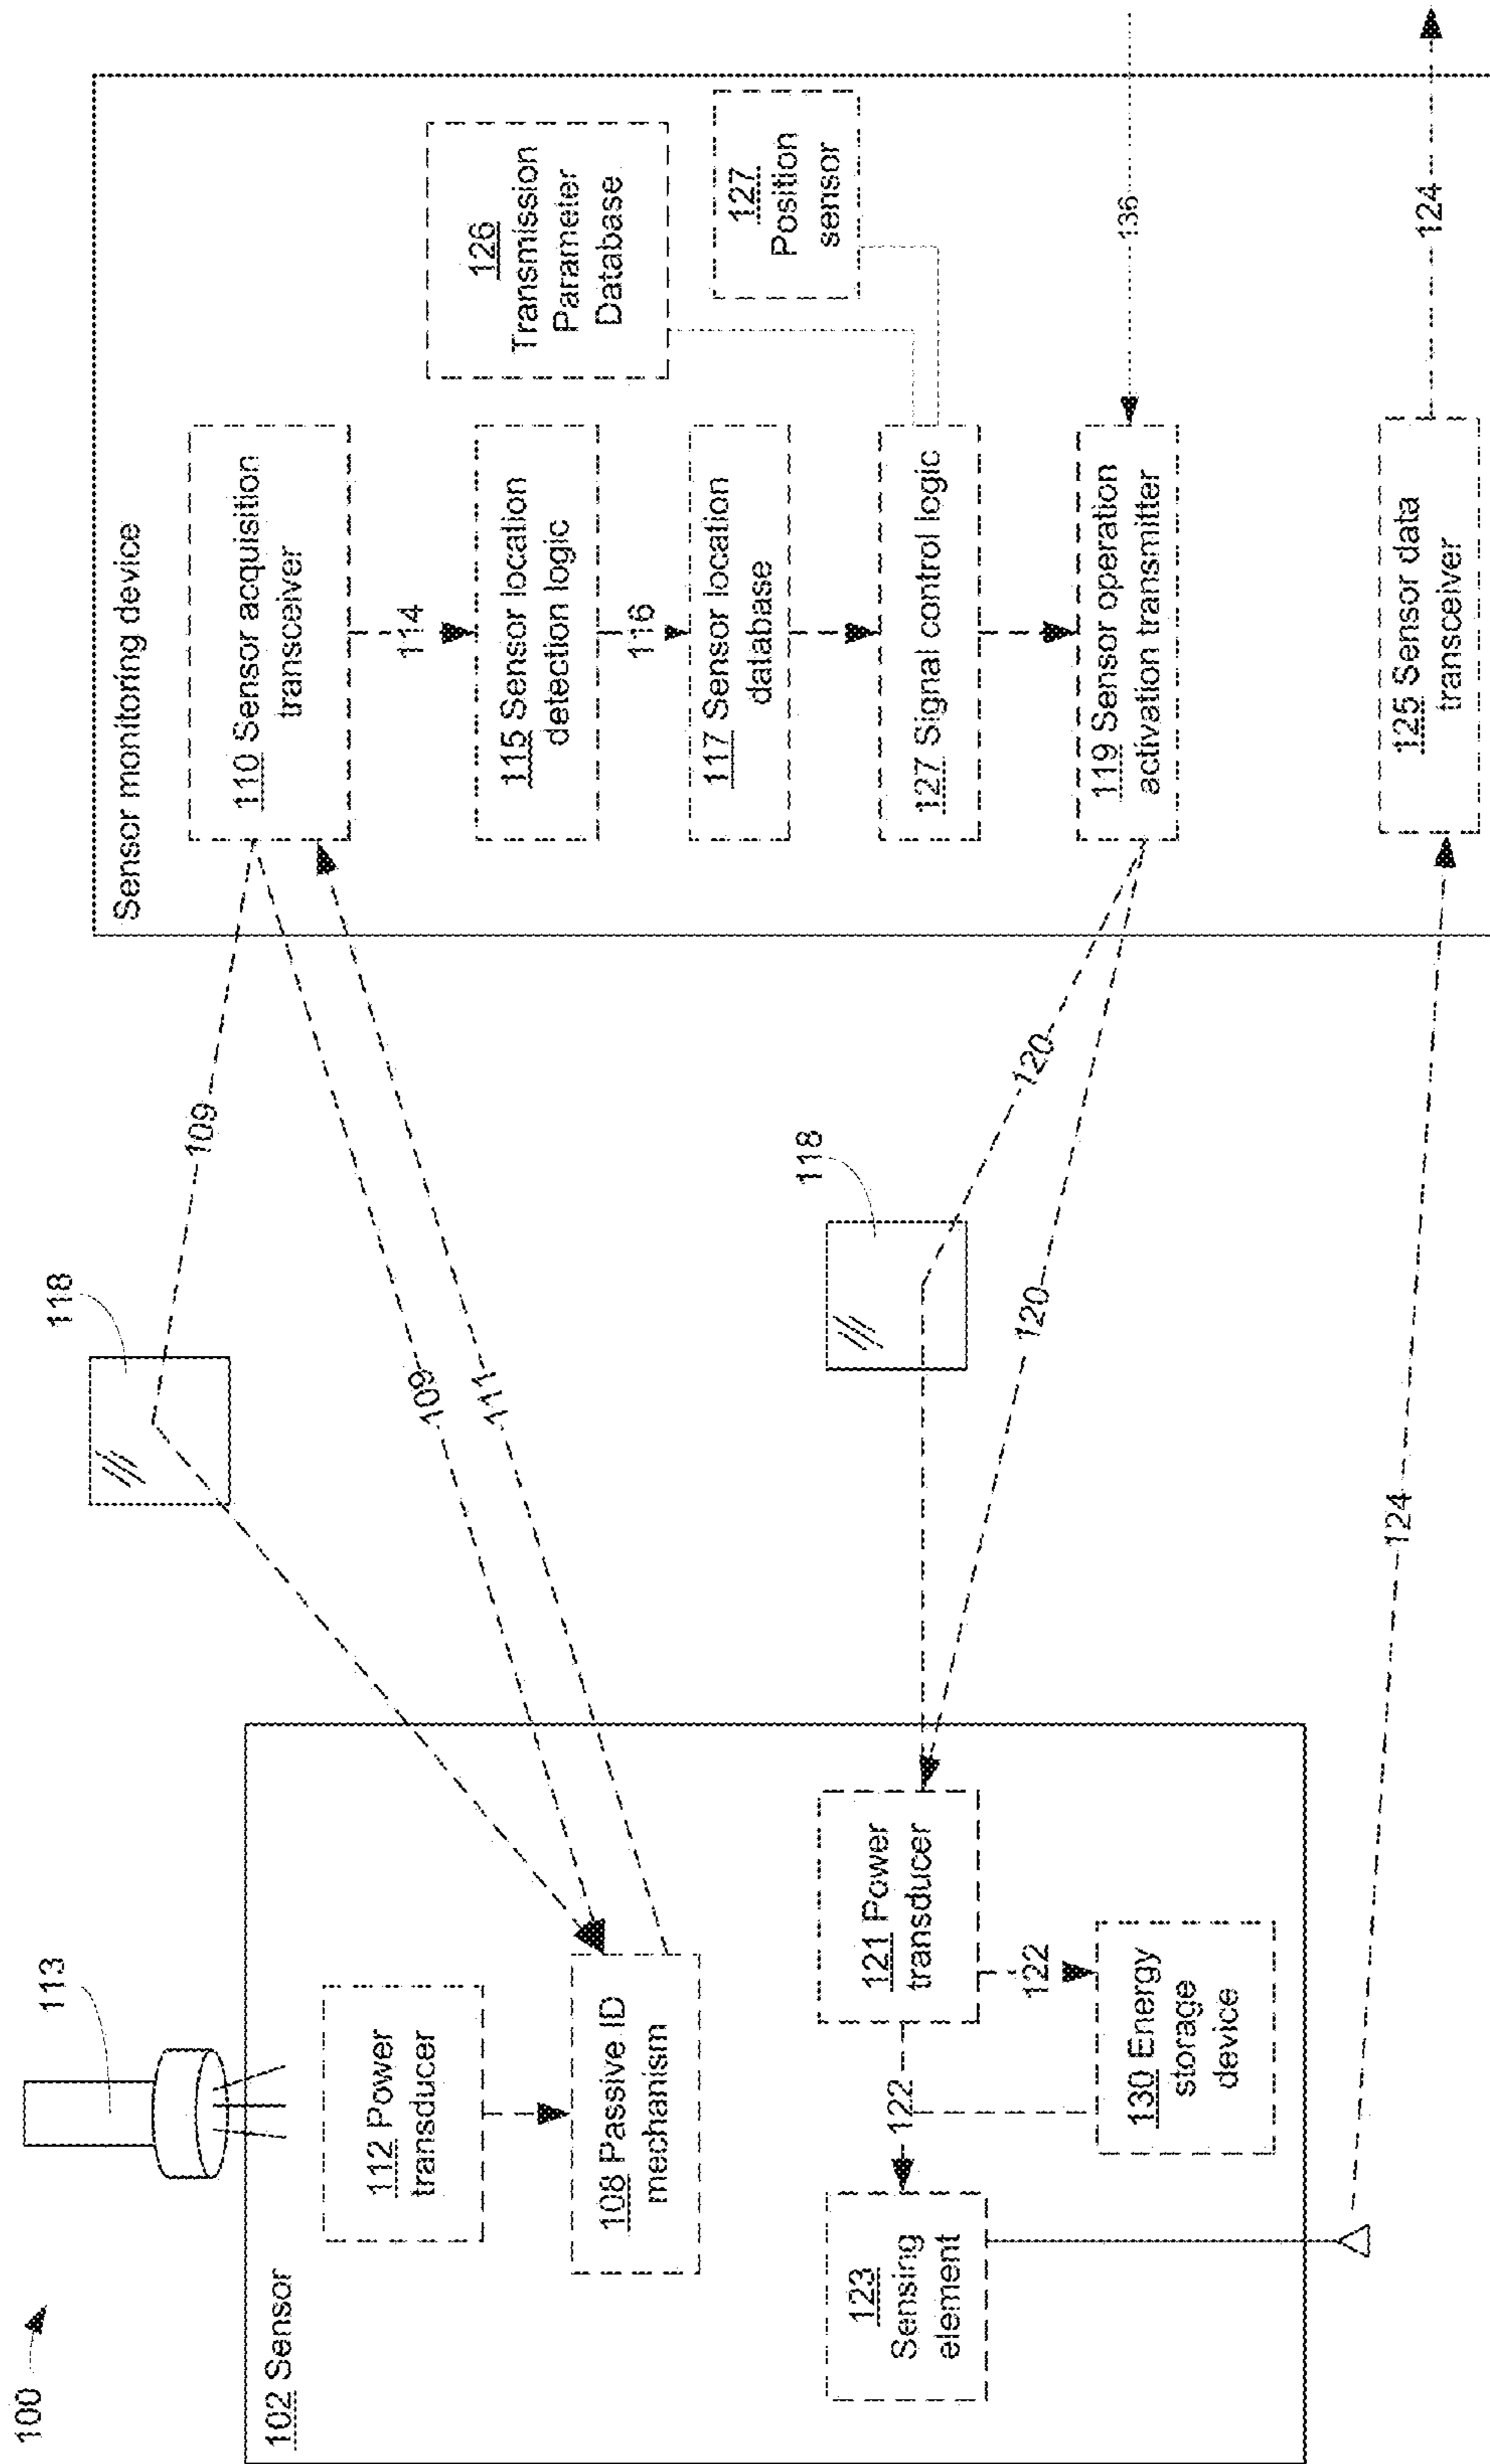 100
113
102 Sensor
112 Power
transducer
108 Passive ID
mechanism
123
Sensing
element
122
121 Power
transducer
122
130 Energy
storage
device
118
109
109
111
118
120
120
124
Sensor monitoring device
110 Sensor acquisition
transceiver
114
115 Sensor location
detection logic
116
117 Sensor location
database
127 Signal control logic
119 Sensor operation
activation transmitter
125 Sensor data
transceiver
126
Transmission
Parameter
Database
127
Position
sensor
136
124